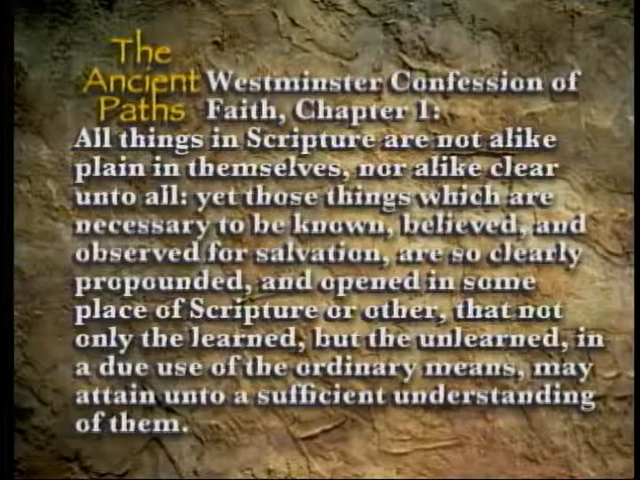 The
Ancient
Paths
Westminster Confession of
Faith, Chapter 1:
All things in Scripture are not alike
plain in themselves, nor alike clear
unto all: yet those things which are
necessary to be known, believed, and
observed for salvation, are so clearly
propounded, and opened in some
place of Scripture or other, that not
only the learned, but the unlearned, in
a due use of the ordinary means, may
attain unto a sufficient understanding
of them.